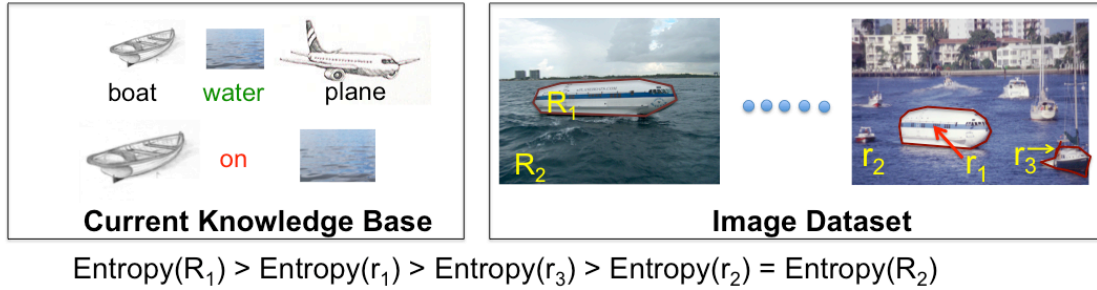 boat water plane
on
Current Knowledge Base
R1
R2
r2
r1
r3
Image Dataset
Entropy(R1) > Entropy(r1) > Entropy(r3) > Entropy(r2) = Entropy(R2)